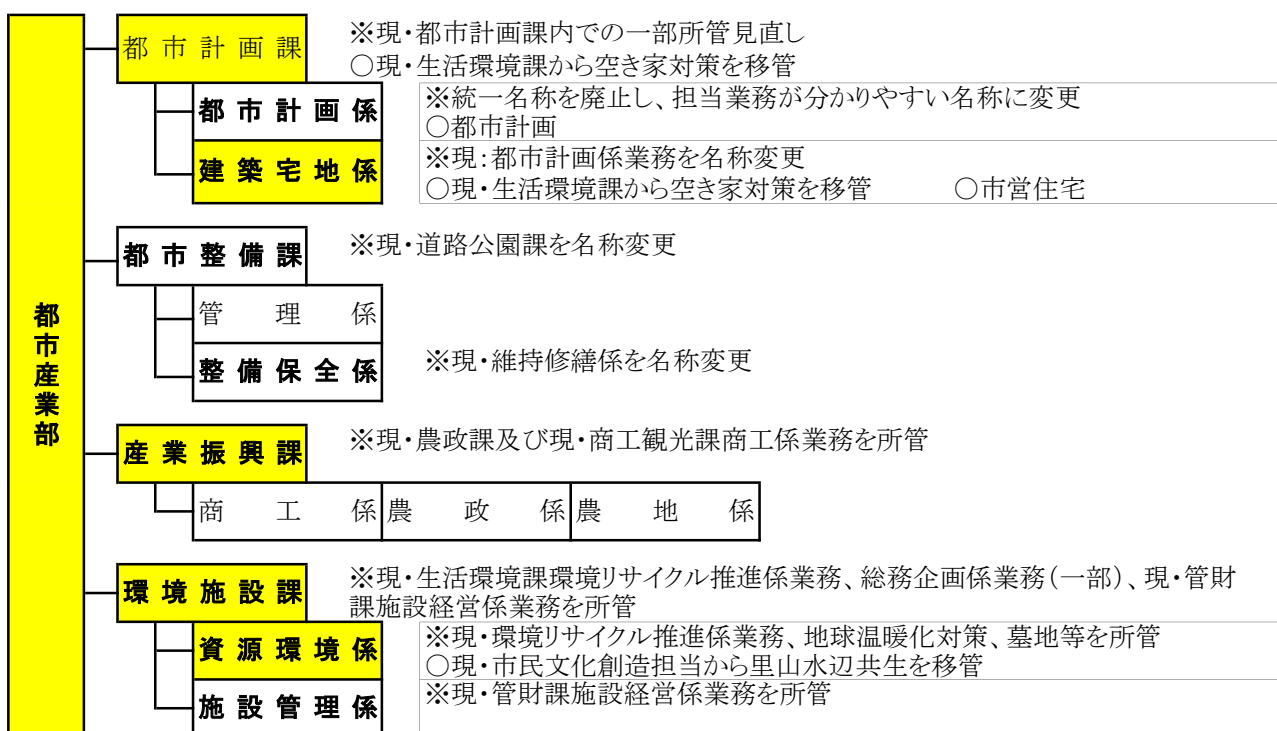 都市産業部
都市計画課
※現・都市計画課内での一部所管見直し
○現・生活環境課から空き家対策を移管
都市計画係
※統一名称を廃止し、担当業務が分かりやすい名称に変更
○都市計画
建築宅地係
※現：都市計画係業務を名称変更
○現・生活環境課から空き家対策を移管 ○市営住宅
都市整備課
※現・道路公園課を名称変更
管理係
整備保全係
※現・維持修繕係を名称変更
産業振興課
※現・農政課及び現・商工観光課商工係業務を所管
商工係 農政係 農地係
環境施設課
※現・生活環境課環境リサイクル推進係業務、総務企画係業務（一部）、現・管財
課施設経営係業務を所管
資源環境係
※現・環境リサイクル推進係業務、地球温暖化対策、墓地等を所管
○現・市民文化創造担当から里山水辺共生を移管
施設管理係
※現・管財課施設経営係業務を所管